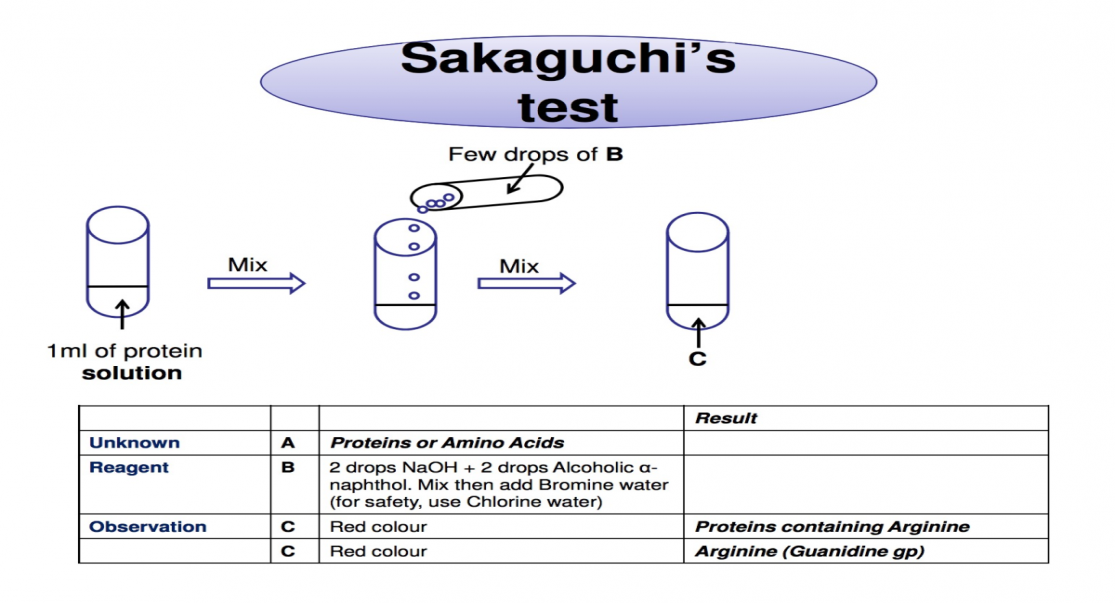 Sakaguchi's
test
Few drops of B
Mix
Mix
1ml of protein
solution
C
Result
Unknown A Proteins or Amino Acids
Reagent B 2 drops NaOH + 2 drops Alcoholic α-
naphthol. Mix then add Bromine water
(for safety, use Chlorine water)
Observation C Red colour Proteins containing Arginine
C Red colour Arginine (Guanidine gp)